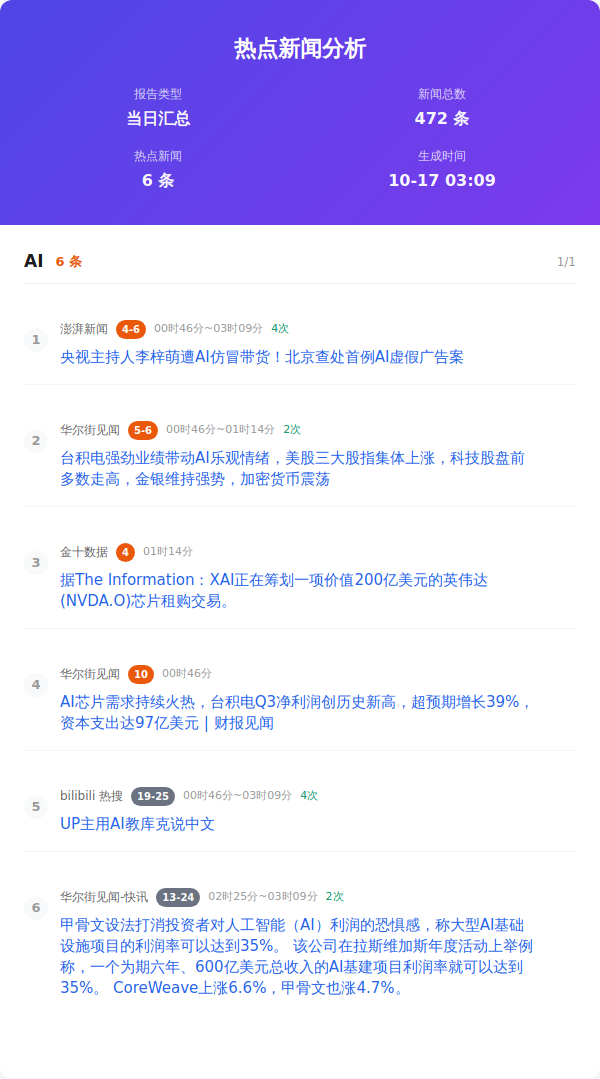 热点新闻分析
报告类型
新闻总数
当日汇总
472 条
热点新闻
生成时间
6 条
10-17 03:09
AI 6 条 1/1
1
澎湃新闻 4-6 00时46分~03时09分 4次
央视主持人李梓萌遭AI仿冒带货！北京查处首例AI虚假广告案
2
华尔街见闻 5-6 00时46分~01时14分 2次
台积电强劲业绩带动AI乐观情绪，美股三大股指集体上涨，科技股盘前
多数走高，金银维持强势，加密货币震荡
3
金十数据 4 01时14分
据The Information：XAI正在筹划一项价值200亿美元的英伟达
(NVDA.O)芯片租购交易。
4
华尔街见闻 10 00时46分
AI芯片需求持续火热，台积电Q3净利润创历史新高，超预期增长39%，
资本支出达97亿美元 | 财报见闻
5
bilibili 热搜 19-25 00时46分~03时09分 4次
UP主用AI教库克说中文
6
华尔街见闻-快讯 13-24 02时25分~03时09分 2次
甲骨文设法打消投资者对人工智能（AI）利润的恐惧感，称大型AI基础
设施项目的利润率可以达到35%。 该公司在拉斯维加斯年度活动上举例
称，一个为期六年、600亿美元总收入的AI基建项目利润率就可以达到
35%。 CoreWeave上涨6.6%，甲骨文也涨4.7%。